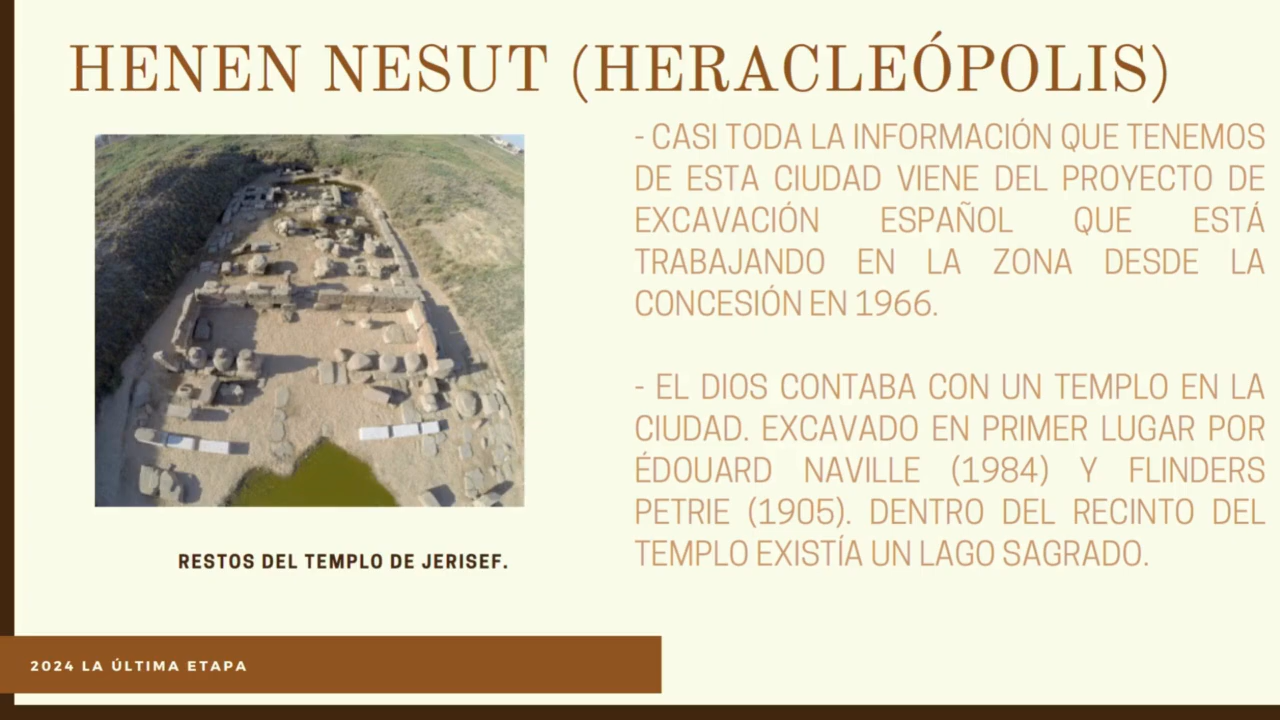 HENEN NESUT (HERACLEÓPOLIS)
- CASI TODA LA INFORMACIÓN QUE TENEMOS
DE ESTA CIUDAD VIENE DEL PROYECTO DE
EXCAVACIÓN ESPAÑOL QUE ESTÁ
TRABAJANDO EN LA ZONA DESDE LA
CONCESIÓN EN 1966.
- EL DIOS CONTABA CON UN TEMPLO EN LA
CIUDAD. EXCAVADO EN PRIMER LUGAR POR
ÉDOUARD NAVILLE (1984) Y FLINDERS
PETRIE (1905). DENTRO DEL RECINTO DEL
TEMPLO EXISTÍA UN LAGO SAGRADO.
RESTOS DEL TEMPLO DE JERISEF.
2024 LA ÚLTIMA ETAPA